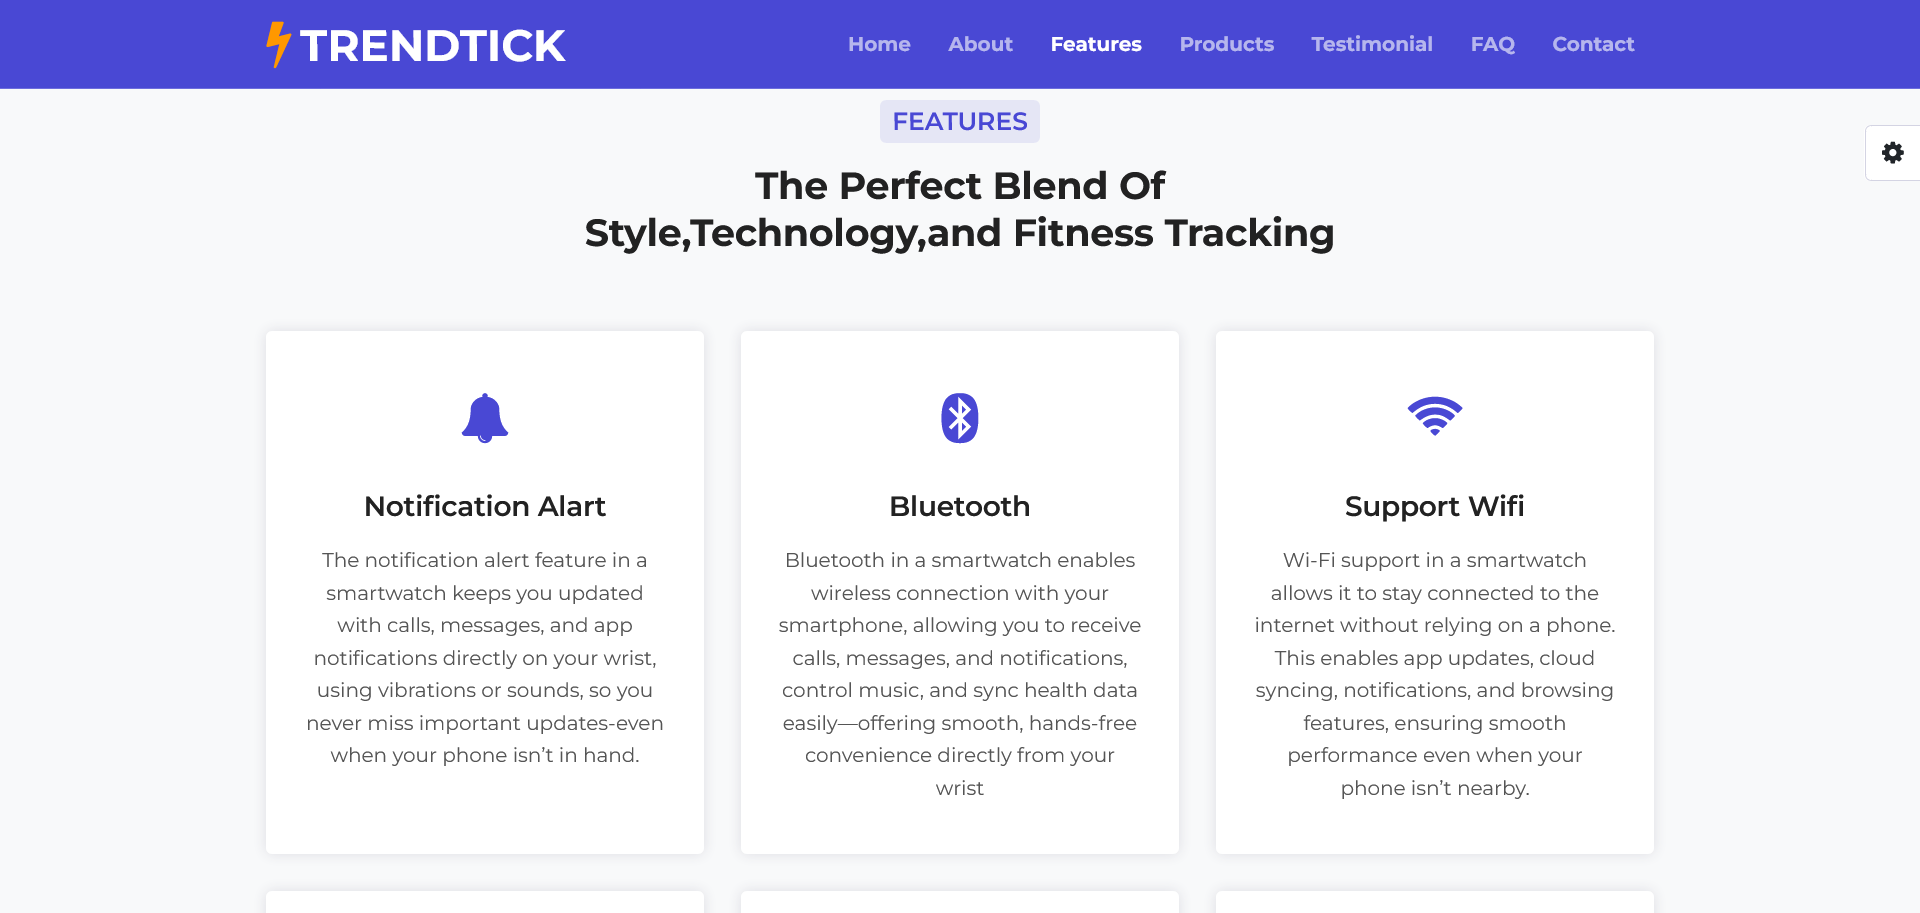 TRENDTICK
Home About Features Products Testimonial FAQ Contact
FEATURES
The Perfect Blend Of
Style,Technology,and Fitness Tracking
Notification Alart
The notification alert feature in a
smartwatch keeps you updated
with calls, messages, and app
notifications directly on your wrist,
using vibrations or sounds, so you
never miss important updates-even
when your phone isn’t in hand.
Bluetooth
Bluetooth in a smartwatch enables
wireless connection with your
smartphone, allowing you to receive
calls, messages, and notifications,
control music, and sync health data
easily—offering smooth, hands-free
convenience directly from your
wrist
Support Wifi
Wi-Fi support in a smartwatch
allows it to stay connected to the
internet without relying on a phone.
This enables app updates, cloud
syncing, notifications, and browsing
features, ensuring smooth
performance even when your
phone isn’t nearby.